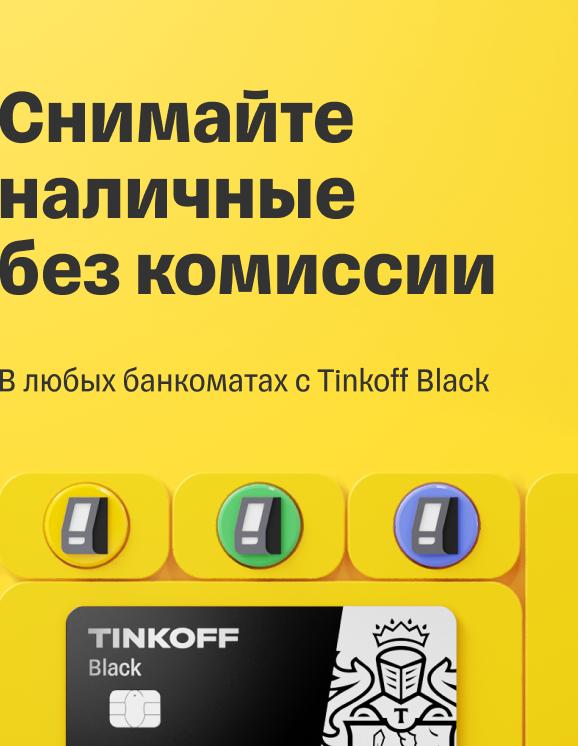 Снимайте
наличные
без комиссии
В любых банкоматах с Tinkoff Black
TINKOFF
Black
T